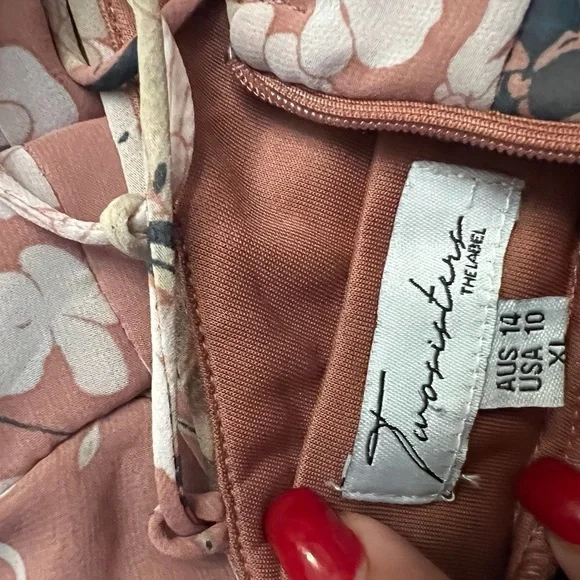 Twosisters
THE LABEL
AUS 14
USA 10
XL